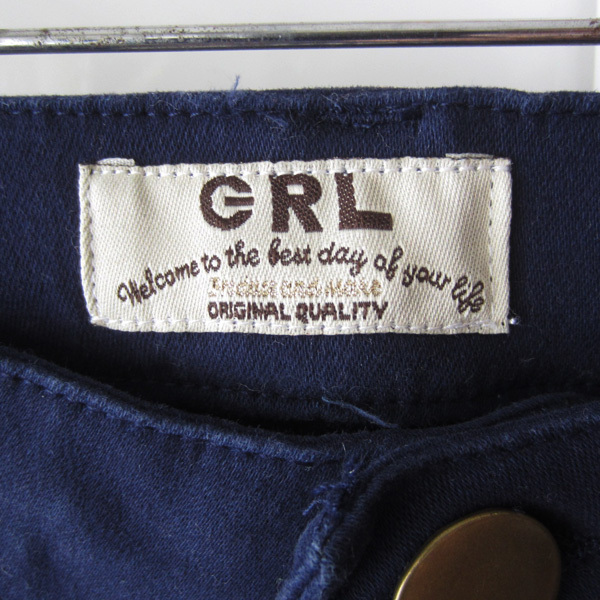 GRL
Welcome to the best day of your life
ORIGINAL QUALITY